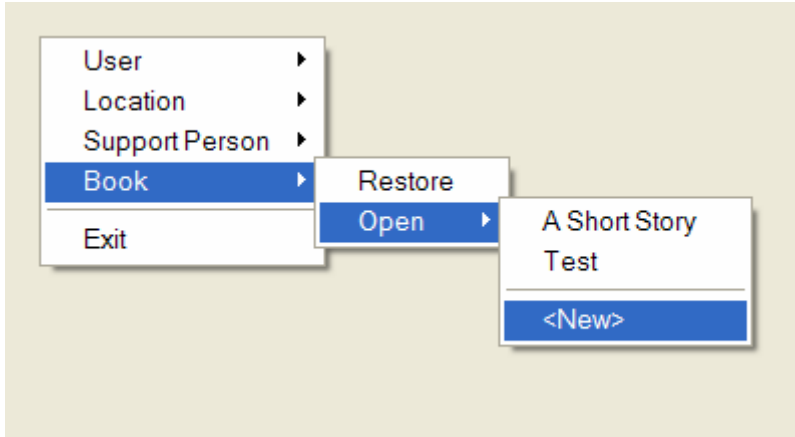 User
Location
Support Person
Book
Exit
Restore
Open
A Short Story
Test
<New>